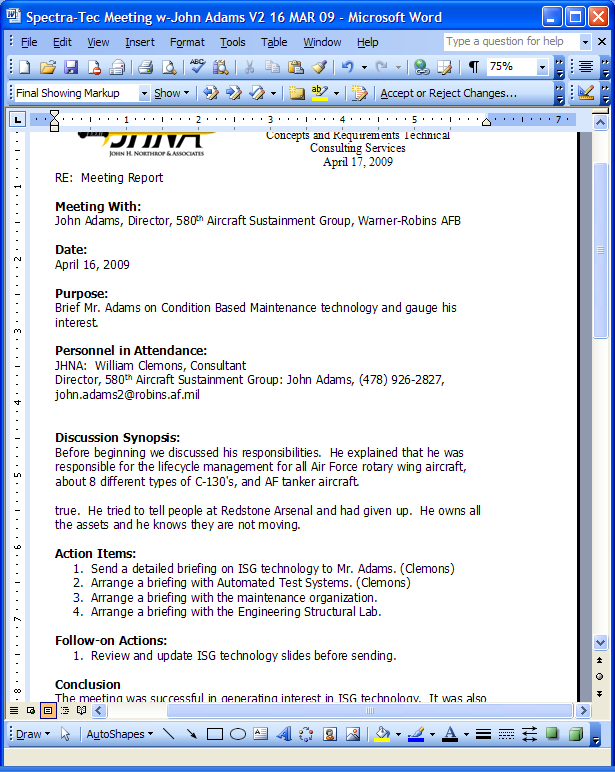 Spectra-Tec Meeting w-John Adams V2 16 MAR 09 - Microsoft Word
File Edit View Insert Format Tools Table Window Help Type a question for help
75%
Final Showing Markup Show Accept or Reject Changes...
1 2 3 4 5 7
JHNA
JOHN H. NORTHROP & ASSOCIATES
Concepts and Requirements Technical
Consulting Services
April 17, 2009
RE: Meeting Report
Meeting With:
John Adams, Director, 580th Aircraft Sustainment Group, Warner-Robins AFB
Date:
April 16, 2009
Purpose:
Brief Mr. Adams on Condition Based Maintenance technology and gauge his
interest.
Personnel in Attendance:
JHNA: William Clemons, Consultant
Director, 580th Aircraft Sustainment Group: John Adams, (478) 926-2827,
john.adams2@robins.af.mil
Discussion Synopsis:
Before beginning we discussed his responsibilities. He explained that he was
responsible for the lifecycle management for all Air Force rotary wing aircraft,
about 8 different types of C-130's, and AF tanker aircraft.
true. He tried to tell people at Redstone Arsenal and had given up. He owns all
the assets and he knows they are not moving.
Action Items:
1. Send a detailed briefing on ISG technology to Mr. Adams. (Clemons)
2. Arrange a briefing with Automated Test Systems. (Clemons)
3. Arrange a briefing with the maintenance organization.
4. Arrange a briefing with the Engineering Structural Lab.
Follow-on Actions:
1. Review and update ISG technology slides before sending.
Conclusion
The meeting was successful in generating interest in ISG technology. It was also
Draw AutoShapes